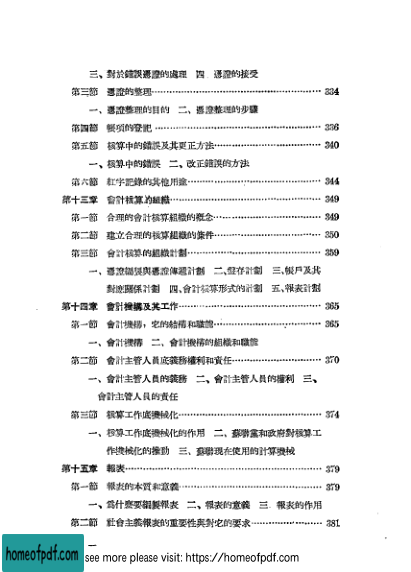 三、對於錯誤憑證的處理 四、憑證的接受
第三節 憑證的整理 334
一、憑證整理的目的 二、憑證整理的步驟
第四節 帳項的登記 336
第五節 核算中的錯誤及其更正方法 340
一、核算中的錯誤 二、改正錯誤的方法
第六節 紅字記錄的其他用途 344
第十三章 會計核算的組織 349
第一節 合理的會計核算組織的概念 349
第二節 建立合理的核算組織的條件 350
第三節 會計核算的組織計劃 359
一、憑證編製與憑證傳遞計劃 二、盤存計劃 三、帳戶及其
對應關係計劃 四、會計核算形式的計劃 五、報表計劃
第十四章 會計機構及其工作 365
第一節 會計機構，它的結構和職能 365
一、會計機構 二、會計機構的組織和職能
第二節 會計主管人員底義務權利和責任 370
一、會計主管人員的義務 二、會計主管人員的權利 三、
會計主管人員的責任
第三節 核算工作底機械化 374
一、核算工作底機械化的作用 二、蘇聯黨和政府對核算工
作機械化的推動 三、蘇聯現在使用的計算機械
第十五章 報表 379
第一節 報表的本質和意義 379
一、為什麼要編製報表 二、報表的意義 三、報表的作用
第二節 社會主義報表的重要性與對它的要求 381
一
homeofpdf.com
see more please visit: https://homeofpdf.com